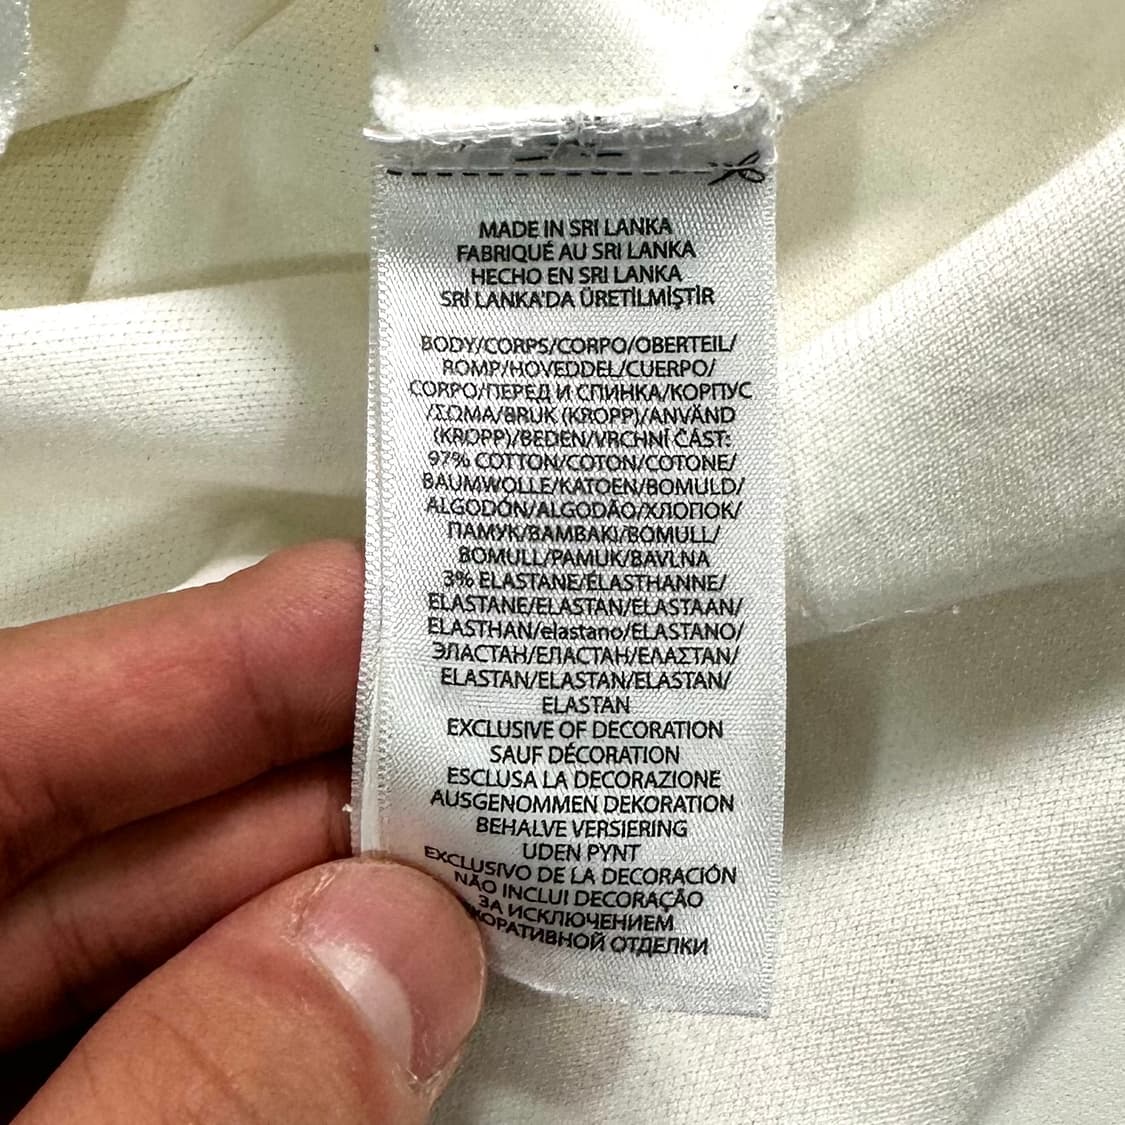 MADE IN SRI LANKA
FABRIQUÉ AU SRI LANKA
HECHO EN SRI LANKA
SRİ LANKA'DA ÜRETİLMİŞTİR
BODY/CORPS/CORPO/OBERTEIL/
ROMP/HOVEDDEL/CUERPO/
CORPO/ПЕРЕД И СПИНКА/КОРПУС
/ΣΩΜΑ/BRUK (KROPP)/ANVÄND
(KROPP)/BEDEN/VRCHNÍ ČÁST:
97% COTTON/COTON/COTONE/
BAUMWOLLE/KATOEN/BOMULD/
ALGODÓN/ALGODÃO/ХЛОПОК/
ПАМУК/ΒΑΜΒΑΚΙ/BOMULL/
BOMULL/PAMUK/BAVLNA
3% ELASTANE/ÉLASTHANNE/
ELASTANE/ELASTAN/ELASTAAN/
ELASTHAN/elastano/ELASTANO/
ЭЛАСТАН/ЕЛАСТАН/ΕΛΑΣΤΑΝ/
ELASTAN/ELASTAN/ELASTAN/
ELASTAN
EXCLUSIVE OF DECORATION
SAUF DÉCORATION
ESCLUSA LA DECORAZIONE
AUSGENOMMEN DEKORATION
BEHALVE VERSIERING
UDEN PYNT
EXCLUSIVO DE LA DECORACIÓN
NÃO INCLUI DECORAÇÃO
ЗА ИСКЛЮЧЕНИЕМ
ОТДЕЛКИ